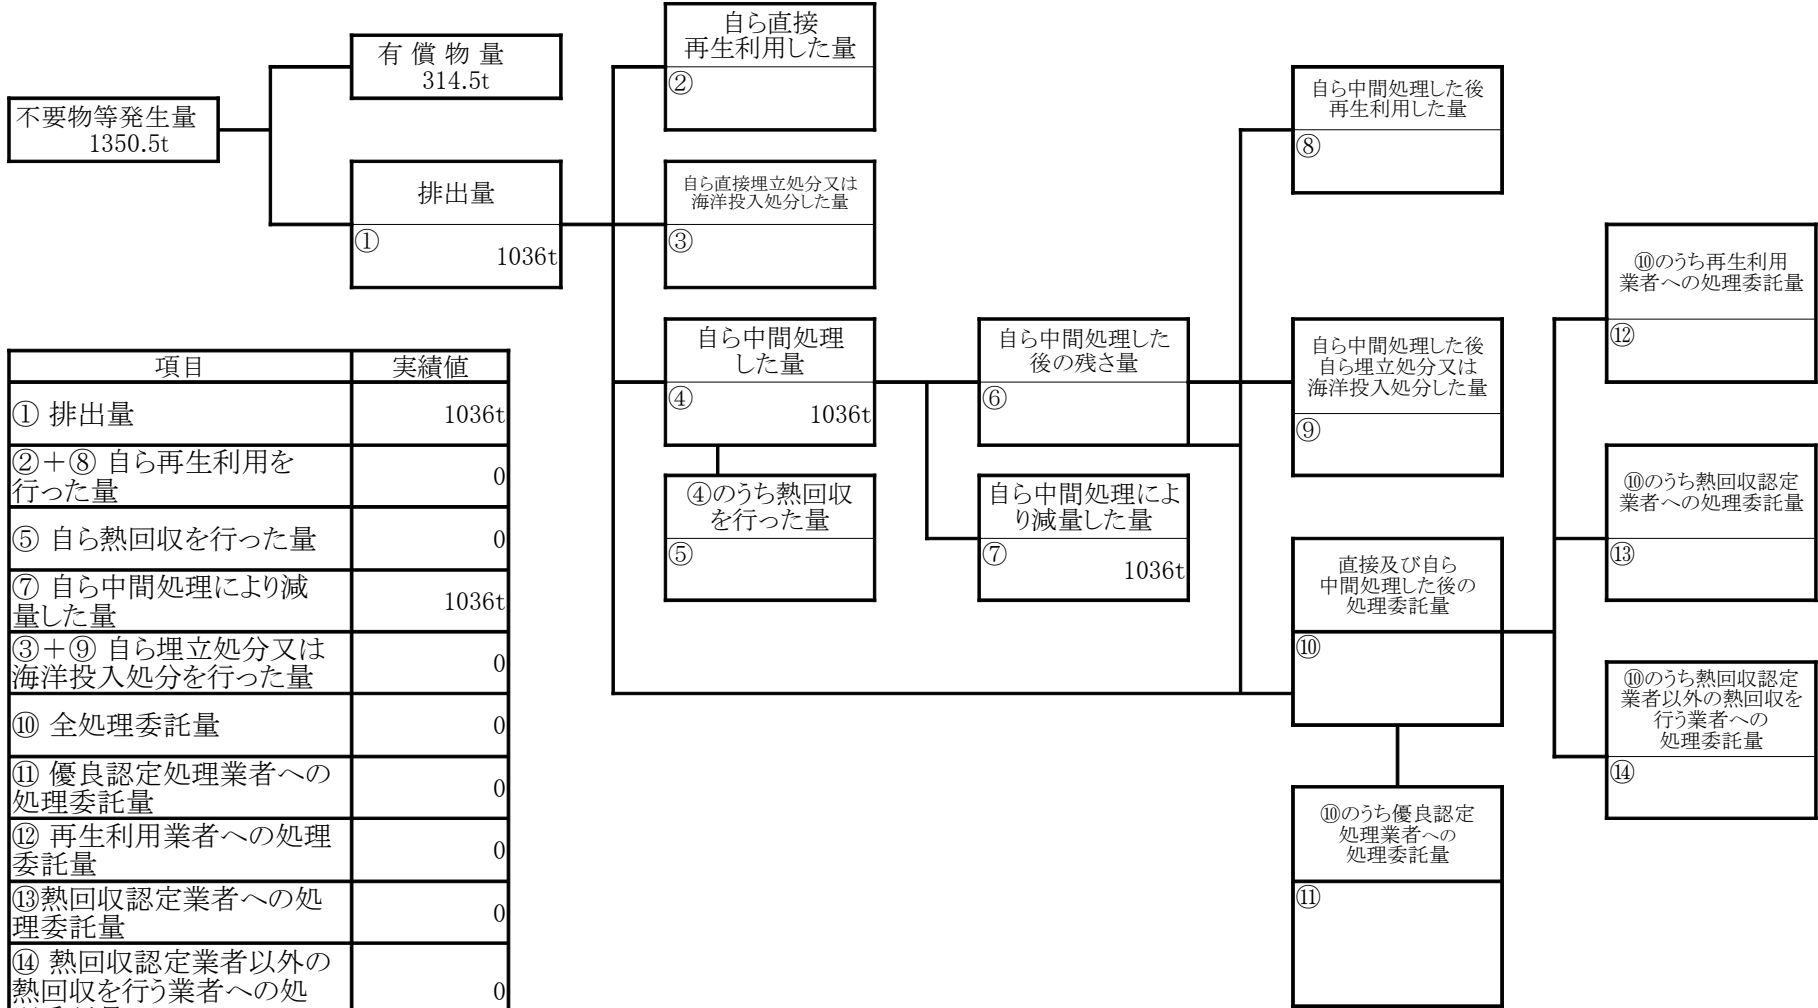 不要物等発生量
1350.5t
有 償 物 量
314.5t
排出量
①
1036t
自ら直接
再生利用した量
②
自ら直接埋立処分又は
海洋投入処分した量
③
自ら中間処理
した量
④
1036t
④のうち熱回収
を行った量
⑤
自ら中間処理した
後の残さ量
⑥
自ら中間処理によ
り減量した量
⑦
1036t
自ら中間処理した後
再生利用した量
⑧
自ら中間処理した後
自ら埋立処分又は
海洋投入処分した量
⑨
直接及び自ら
中間処理した後の
処理委託量
⑩
⑩のうち優良認定
処理業者への
処理委託量
⑪
⑩のうち再生利用
業者への処理委託量
⑫
⑩のうち熱回収認定
業者への処理委託量
⑬
⑩のうち熱回収認定
業者以外の熱回収を
行う業者への
処理委託量
⑭
項目 実績値
① 排出量 1036t
②＋⑧ 自ら再生利用を
行った量 0
⑤ 自ら熱回収を行った量 0
⑦ 自ら中間処理により減
量した量 1036t
③＋⑨ 自ら埋立処分又は
海洋投入処分を行った量 0
⑩ 全処理委託量 0
⑪ 優良認定処理業者への
処理委託量 0
⑫ 再生利用業者への処理
委託量 0
⑬熱回収認定業者への処
理委託量 0
⑭ 熱回収認定業者以外の
熱回収を行う業者への処 0